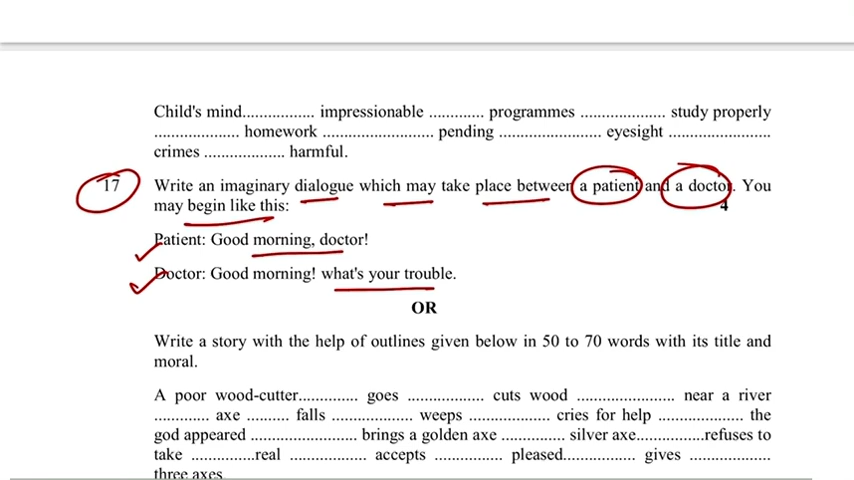 Child's mind................. impressionable ............. programmes .................... study properly
.................... homework .......................... pending ........................ eyesight ........................
crimes ................... harmful.
17 Write an imaginary dialogue which may take place between a patient and a doctor. You
may begin like this: 4
Patient: Good morning, doctor!
Doctor: Good morning! what's your trouble.
OR
Write a story with the help of outlines given below in 50 to 70 words with its title and
moral.
A poor wood-cutter.............. goes .................. cuts wood ....................... near a river
............. axe .......... falls ................... weeps ................... cries for help .................... the
god appeared ......................... brings a golden axe ............... silver axe................refuses to
take ...............real .................. accepts ................ pleased................. gives ...................
three axes.